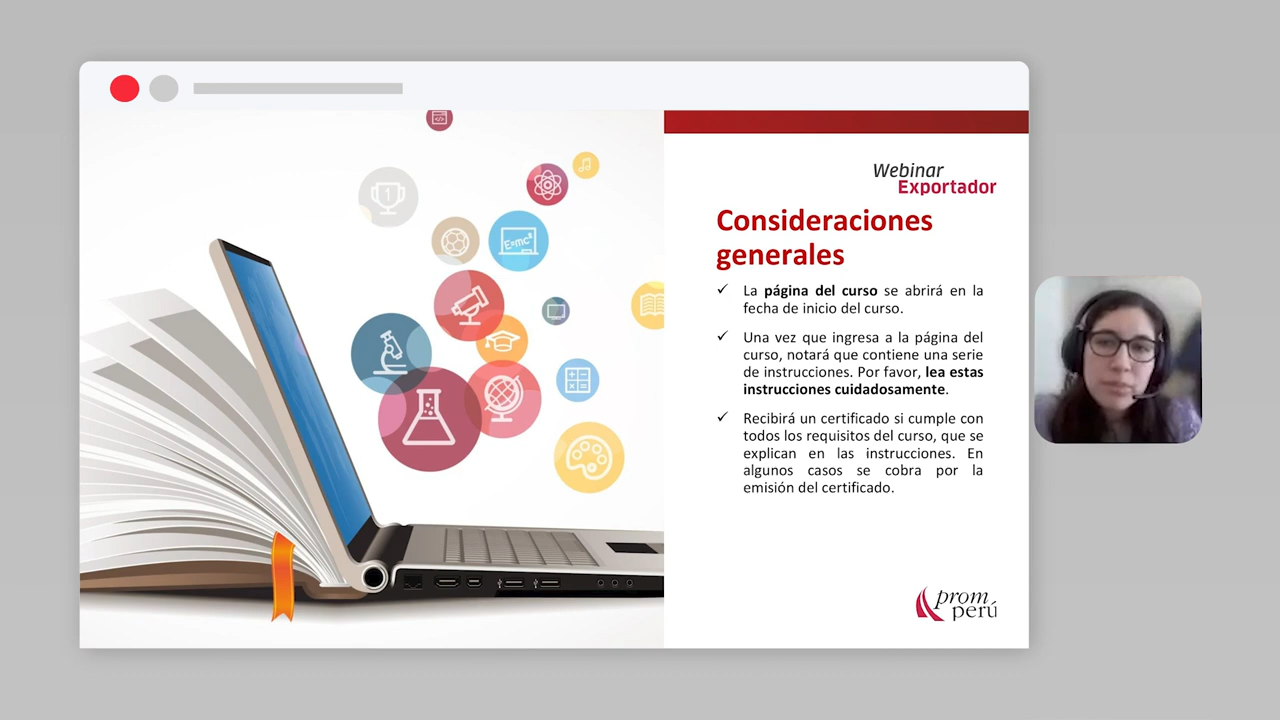 Webinar
Exportador
Consideraciones
generales
✓ La página del curso se abrirá en la
fecha de inicio del curso.
✓ Una vez que ingresa a la página del
curso, notará que contiene una serie
de instrucciones. Por favor, lea estas
instrucciones cuidadosamente.
✓ Recibirá un certificado si cumple con
todos los requisitos del curso, que se
explican en las instrucciones. En
algunos casos se cobra por la
emisión del certificado.
E=mc²
1
prom
perú